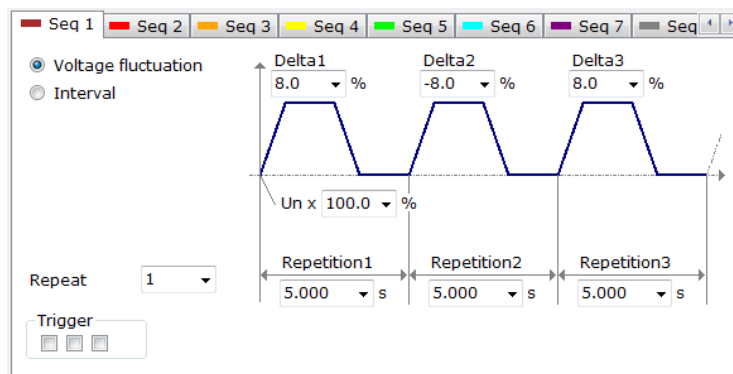 Seq 1 Seq 2 Seq 3 Seq 4 Seq 5 Seq 6 Seq 7 Seq
Voltage fluctuation
Interval
Delta1 Delta2 Delta3
8.0 % -8.0 % 8.0 %
Un x 100.0 %
Repetition1 Repetition2 Repetition3
Repeat 1
5.000 s 5.000 s 5.000 s
Trigger